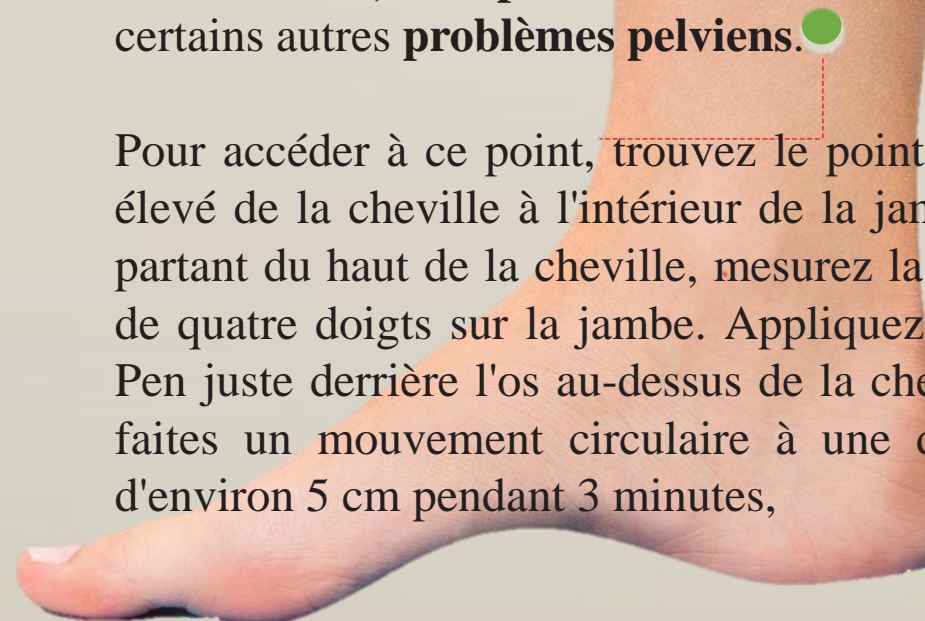 certains autres problèmes pelviens.
Pour accéder à ce point, trouvez le point
élevé de la cheville à l'intérieur de la jam
partant du haut de la cheville, mesurez la
de quatre doigts sur la jambe. Appliquez
Pen juste derrière l'os au-dessus de la che
faites un mouvement circulaire à une d
d'environ 5 cm pendant 3 minutes,